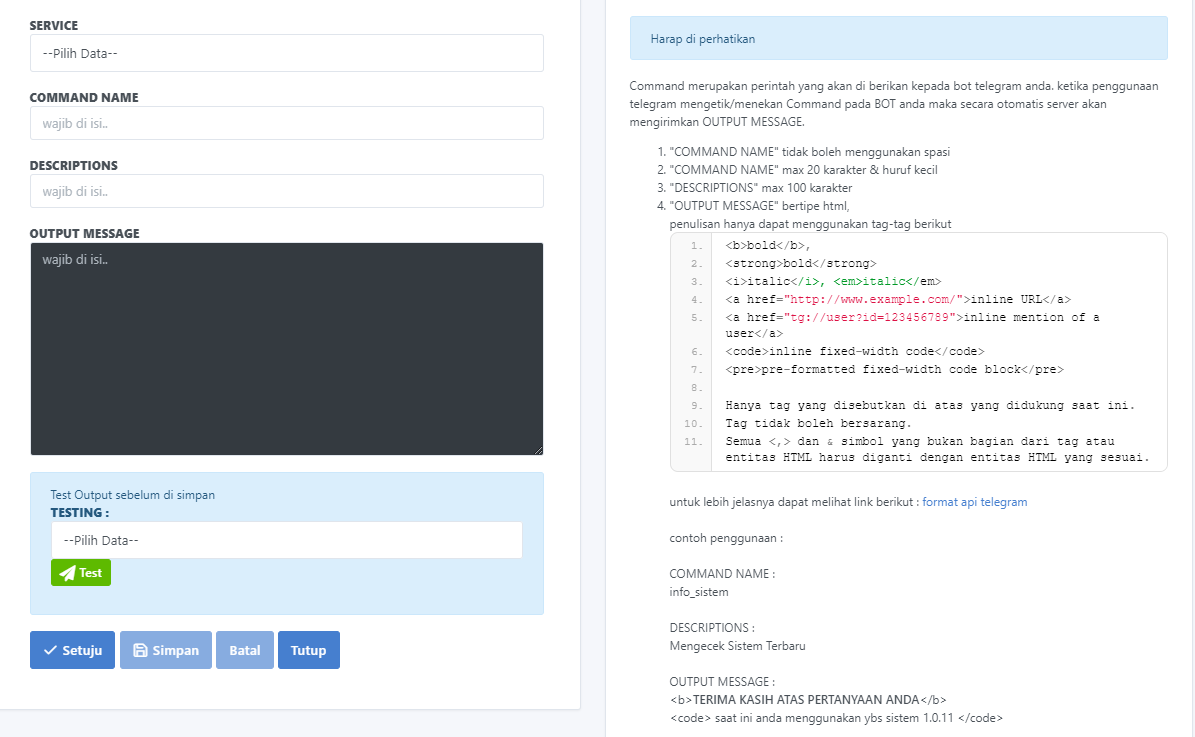 SERVICE
--Pilih Data--
COMMAND NAME
wajib di isi..
DESCRIPTIONS
wajib di isi..
OUTPUT MESSAGE
wajib di isi..
Test Output sebelum di simpan
TESTING :
--Pilih Data--
Test
Setuju
Simpan
Batal
Tutup
Harap di perhatikan
Command merupakan perintah yang akan di berikan kepada bot telegram anda. ketika penggunaan
telegram mengetik/menekan Command pada BOT anda maka secara otomatis server akan
mengirimkan OUTPUT MESSAGE.
1. "COMMAND NAME" tidak boleh menggunakan spasi
2. "COMMAND NAME" max 20 karakter & huruf kecil
3. "DESCRIPTIONS" max 100 karakter
4. "OUTPUT MESSAGE" bertipe html,
penulisan hanya dapat menggunakan tag-tag berikut
1. <b>bold</b>,
2. <strong>bold</strong>
3. <i>italic</i>, <em>italic</em>
4. <a href="http://www.example.com/">inline URL</a>
5. <a href="tg://user?id=123456789">inline mention of a
user</a>
6. <code>inline fixed-width code</code>
7. <pre>pre-formatted fixed-width code block</pre>
8.
9. Hanya tag yang disebutkan di atas yang didukung saat ini.
10. Tag tidak boleh bersarang.
11. Semua <,> dan & simbol yang bukan bagian dari tag atau
entitas HTML harus diganti dengan entitas HTML yang sesuai.
untuk lebih jelasnya dapat melihat link berikut : format api telegram
contoh penggunaan :
COMMAND NAME :
info_sistem
DESCRIPTIONS :
Mengecek Sistem Terbaru
OUTPUT MESSAGE :
<b>TERIMA KASIH ATAS PERTANYAAN ANDA</b>
<code> saat ini anda menggunakan ybs sistem 1.0.11 </code>